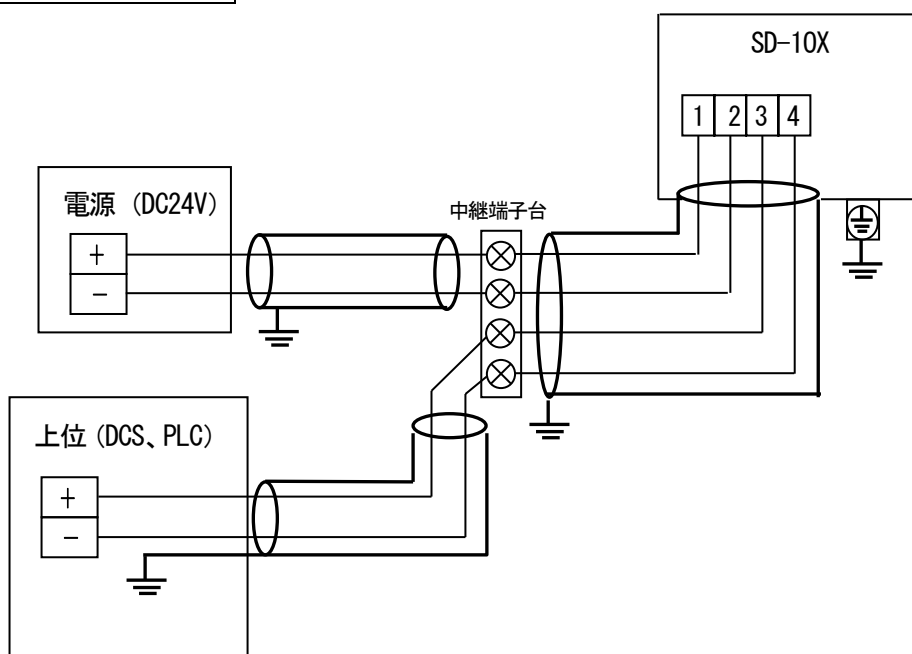 SD-10X
1 2 3 4
電源 (DC24V)
+
−
中継端子台
上位 (DCS、PLC)
+
−